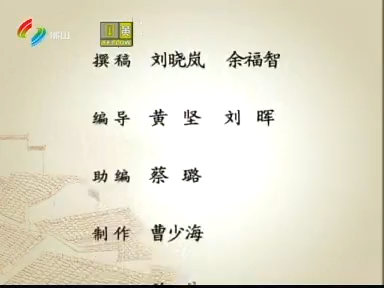 撰稿 刘晓岚 余福智
编导 黄 坚 刘 晖
助编 蔡 璐
制作 曹少海